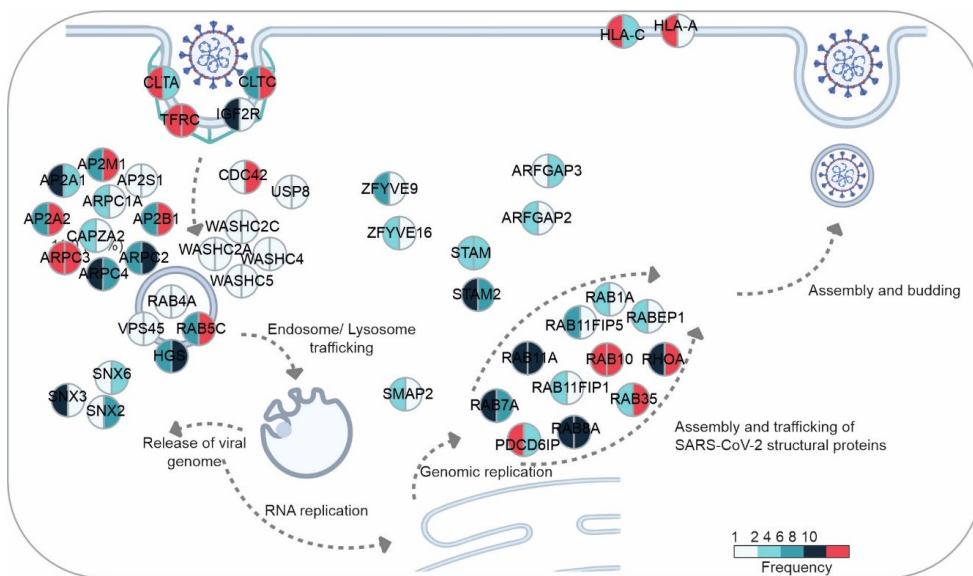 HLA-C
HLA-A
CLTA
CLTC
TFRC
IGF2R
AP2M1
AP2A1
AP2S1
ARPC1A
CDC42
USP8
ZFYVE9
ARFGAP3
AP2A2
AP2B1
CAPZA2
WASHC2C
ZFYVE16
ARFGAP2
ARPC3
ARPC2
ARPC4
WASHC2A
WASHC4
WASHC5
STAM
STAM2
RAB4A
VPS45
RAB5C
HGS
Endosome/ Lysosome
trafficking
RAB1A
RAB11FIP5
RABEP1
Assembly and budding
RAB11A
RAB10
RHOA
SNX6
SNX3
SNX2
SMAP2
RAB11FIP1
RAB7A
RAB35
RAB8A
PDCD6IP
Release of viral
genome
Assembly and trafficking of
SARS-CoV-2 structural proteins
Genomic replication
RNA replication
1 2 4 6 8 10
Frequency